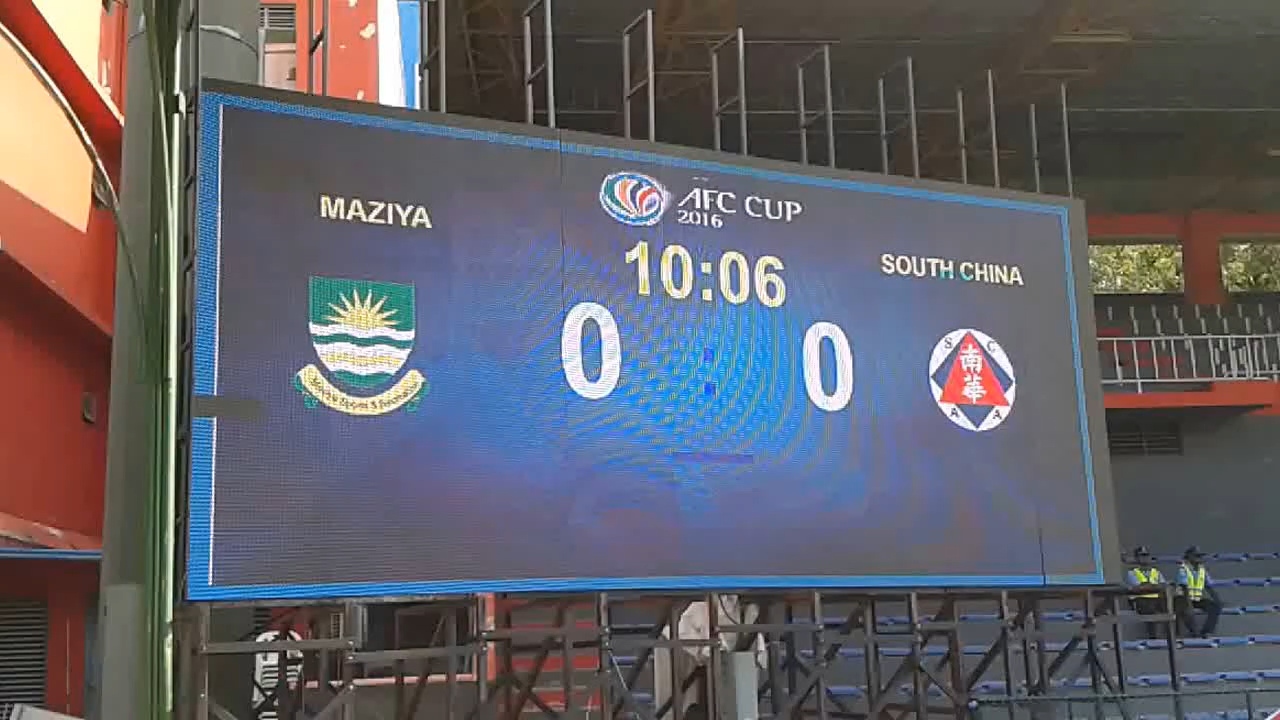 AFC CUP
2016
MAZIYA
10:06
SOUTH CHINA
0 : 0
S C
南
華
A A